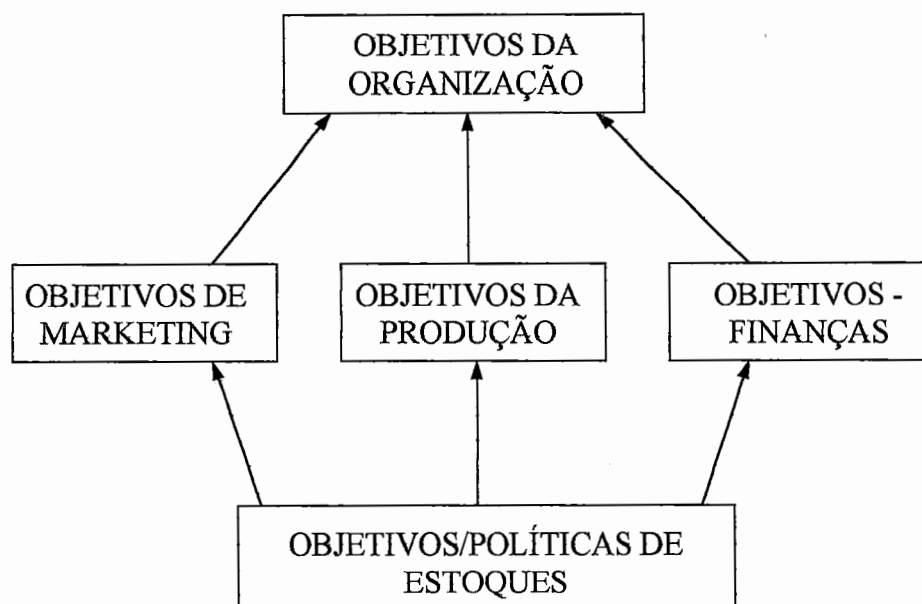 OBJETIVOS DA
ORGANIZAÇÃO
OBJETIVOS DE
MARKETING
OBJETIVOS DA
PRODUÇÃO
OBJETIVOS -
FINANÇAS
OBJETIVOS/POLÍTICAS DE
ESTOQUES